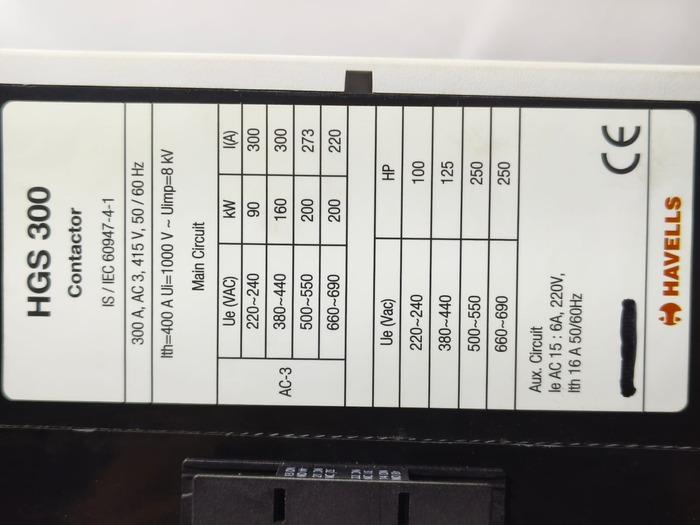 HGS 300
Contactor
IS / IEC 60947-4-1
300 A, AC 3, 415 V, 50 / 60 Hz
Ith=400 A Ui=1000 V ~ Uimp=8 kV
Main Circuit
Ue (VAC) kW I(A)
AC-3
220~240 90 300
380~440 160 300
500~550 200 273
660~690 200 220
Ue (Vac) HP
220~240 100
380~440 125
500~550 250
660~690 250
Aux. Circuit
Ie AC 15 : 6A, 220V,
Ith 16 A 50/60Hz
CE
HAVELLS